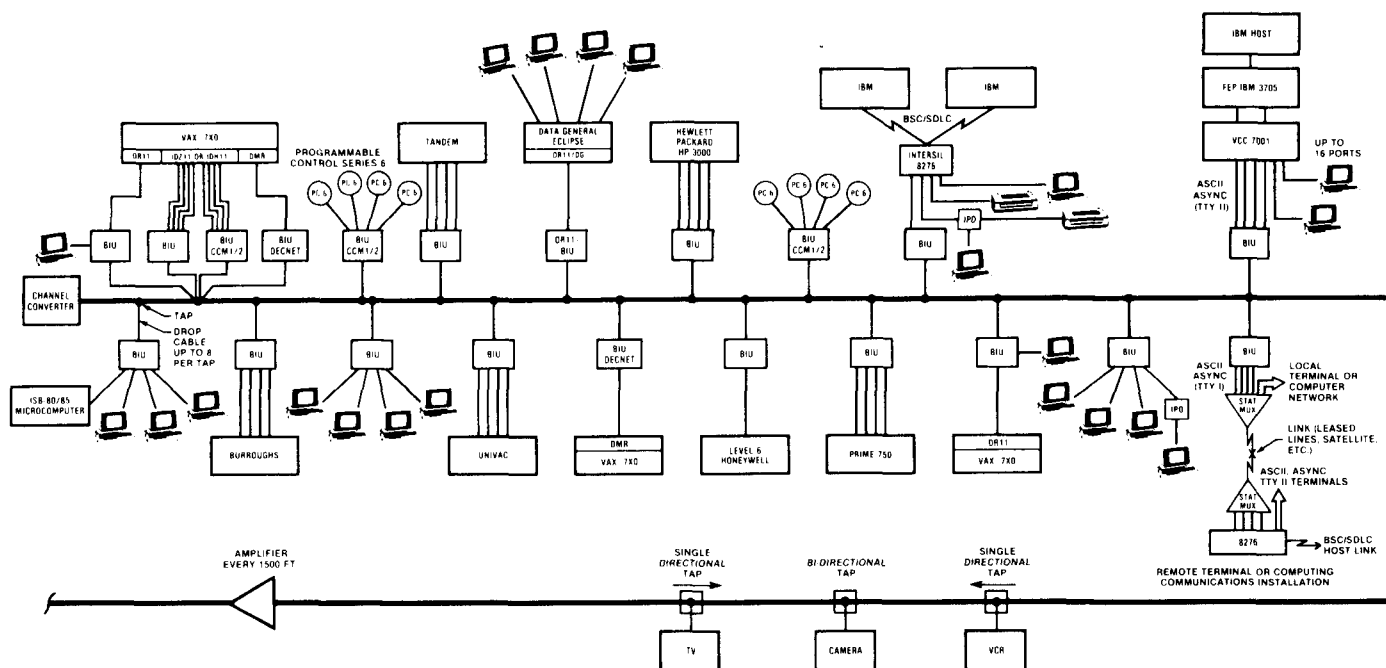 IBM HOST
FEP IBM 3705
VCC 7001
UP TO
16 PORTS
ASCII
ASYNC
(TTY II)
BIU
IBM
IBM
BSC/SDLC
INTERSIL
8276
IPD
BIU
VAX 7X0
DR11
IDZ11 OR IDH11
DMR
BIU
BIU
BIU
CCM1/2
BIU
DECNET
PROGRAMMABLE
CONTROL SERIES 6
PC 6
PC 6
PC 6
PC 6
BIU
CCM1/2
TANDEM
BIU
DATA GENERAL
ECLIPSE
DR11/DG
DR11-
BIU
HEWLETT
PACKARD
HP 3000
BIU
PC 6
PC 6
PC 6
PC 6
BIU
CCM1/2
CHANNEL
CONVERTER
TAP
DROP
CABLE
UP TO 8
PER TAP
BIU
ISB 80/85
MICROCOMPUTER
BIU
BURROUGHS
BIU
BIU
UNIVAC
BIU
DECNET
DMR
VAX 7X0
BIU
LEVEL 6
HONEYWELL
BIU
PRIME 750
BIU
DR11
VAX 7X0
BIU
IPD
BIU
ASCII
ASYNC
(TTY I)
LOCAL
TERMINAL OR
COMPUTER
NETWORK
STAT
MUX
LINK (LEASED
LINES, SATELLITE,
ETC.)
ASCII, ASYNC
TTY II TERMINALS
STAT
MUX
8276
BSC/SDLC
HOST LINK
REMOTE TERMINAL OR COMPUTING
COMMUNICATIONS INSTALLATION
AMPLIFIER
EVERY 1500 FT
SINGLE
DIRECTIONAL
TAP
BI-DIRECTIONAL
TAP
SINGLE
DIRECTIONAL
TAP
TV
CAMERA
VCR